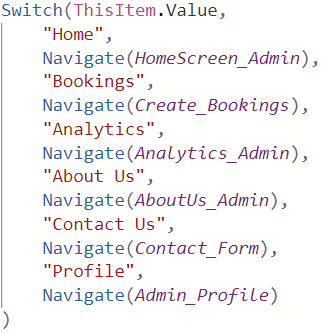 Switch(ThisItem.Value,
"Home",
Navigate(HomeScreen_Admin),
"Bookings",
Navigate(Create_Bookings),
"Analytics",
Navigate(Analytics_Admin),
"About Us",
Navigate(AboutUs_Admin),
"Contact Us",
Navigate(Contact_Form),
"Profile",
Navigate(Admin_Profile)
)